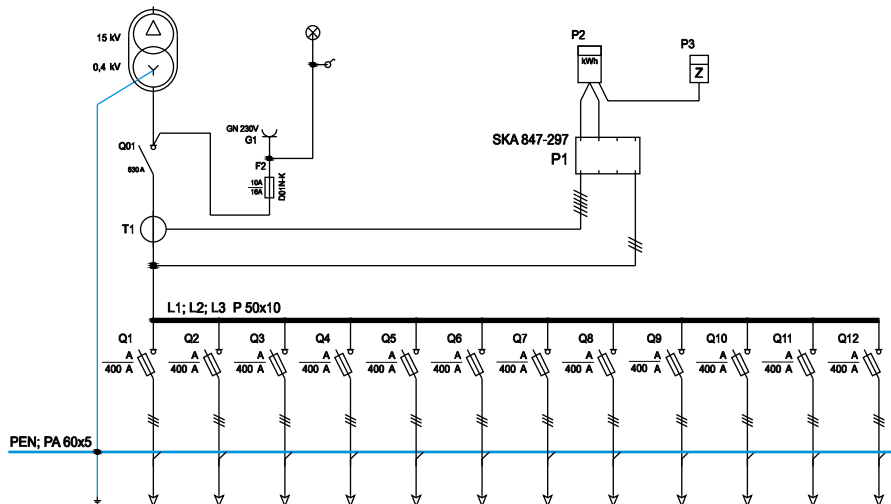 15 kV
0,4 kV
Q01
630 A
GN 230V
G1
F2
10A
16A
D01N-K
T1
P2
kWh
P3
Z
SKA 847-297
P1
L1; L2; L3 P 50x10
Q1 Q2 Q3 Q4 Q5 Q6 Q7 Q8 Q9 Q10 Q11 Q12
A A A A A A A A A A A A
400 A 400 A 400 A 400 A 400 A 400 A 400 A 400 A 400 A 400 A 400 A 400 A
PEN; PA 60x5